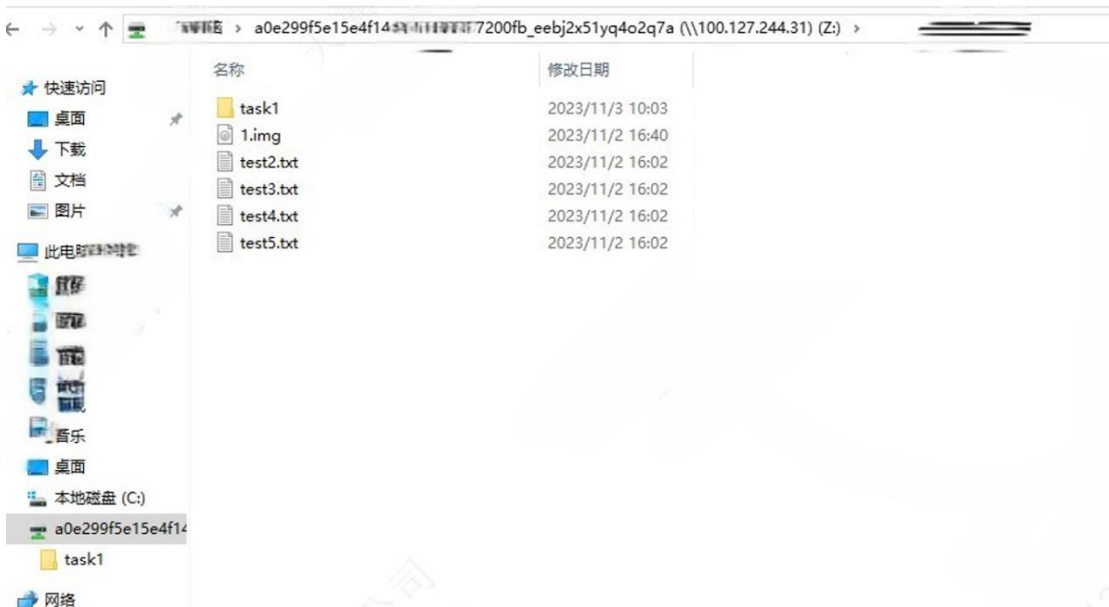 a0e299f5e15e4f14 7200fb_eebj2x51yq4o2q7a (\\100.127.244.31) (Z:)
名称 修改日期
快速访问
桌面
下载
文档
图片
此电脑
音乐
桌面
本地磁盘 (C:)
a0e299f5e15e4f14
task1
网络
task1 2023/11/3 10:03
1.img 2023/11/2 16:40
test2.txt 2023/11/2 16:02
test3.txt 2023/11/2 16:02
test4.txt 2023/11/2 16:02
test5.txt 2023/11/2 16:02